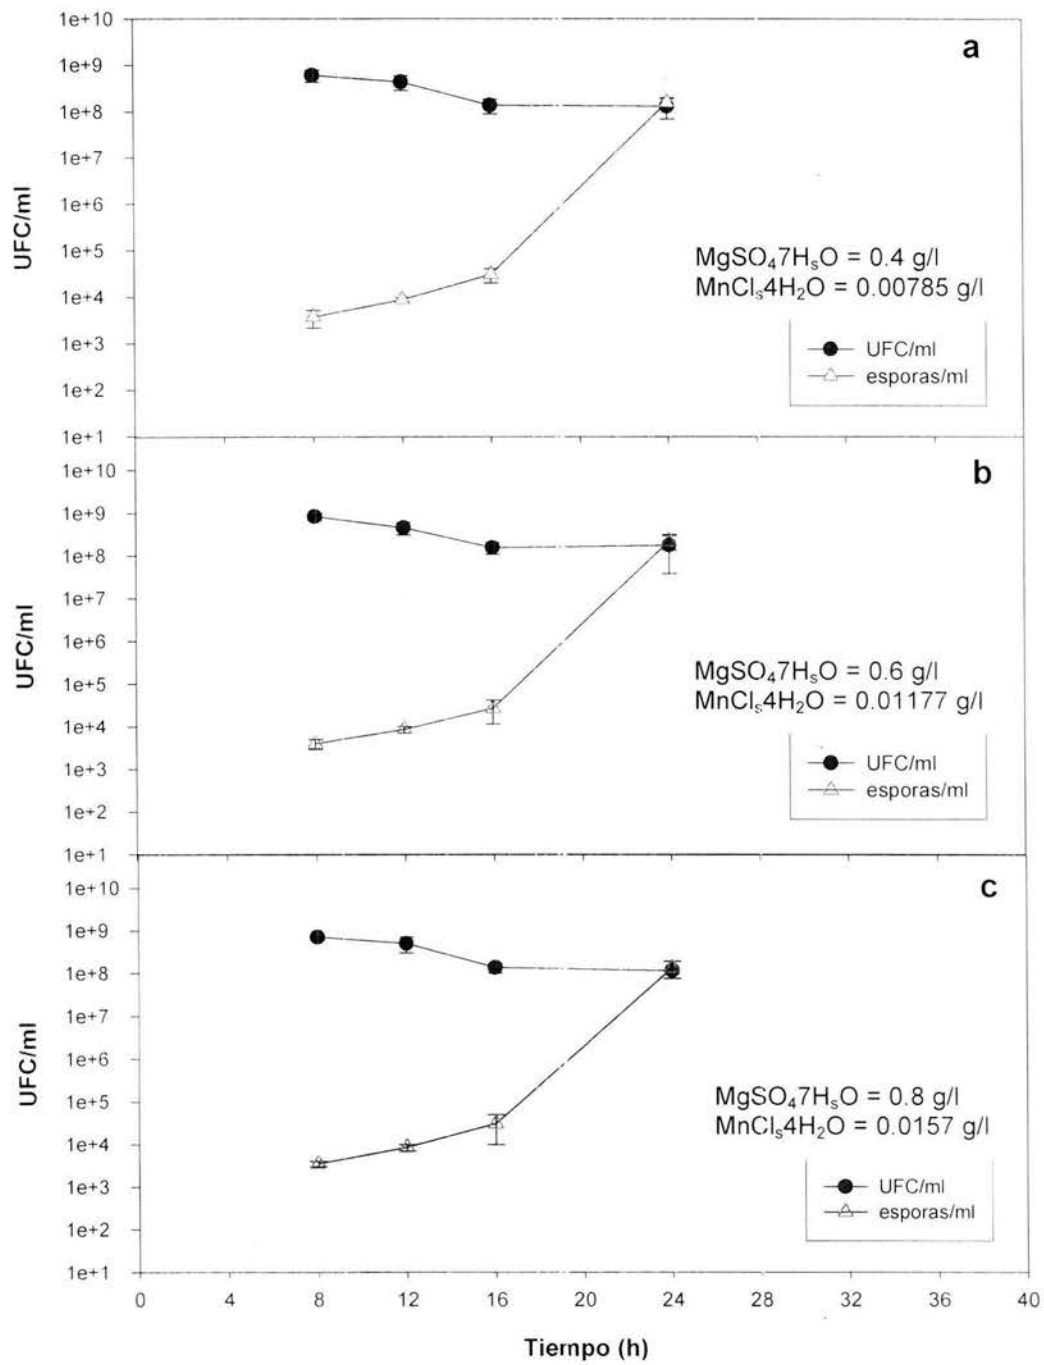 1e+10
a
1e+9
1e+8
1e+7
1e+6
1e+5
1e+4
1e+3
1e+2
1e+1
UFC/ml
MgSO₄7HₛO = 0.4 g/l
MnClₛ4H₂O = 0.00785 g/l
UFC/ml
esporas/ml
1e+10
b
1e+9
1e+8
1e+7
1e+6
1e+5
1e+4
1e+3
1e+2
1e+1
UFC/ml
MgSO₄7HₛO = 0.6 g/l
MnClₛ4H₂O = 0.01177 g/l
UFC/ml
esporas/ml
1e+10
c
1e+9
1e+8
1e+7
1e+6
1e+5
1e+4
1e+3
1e+2
1e+1
UFC/ml
MgSO₄7HₛO = 0.8 g/l
MnClₛ4H₂O = 0.0157 g/l
UFC/ml
esporas/ml
0 4 8 12 16 20 24 28 32 36 40
Tiempo (h)